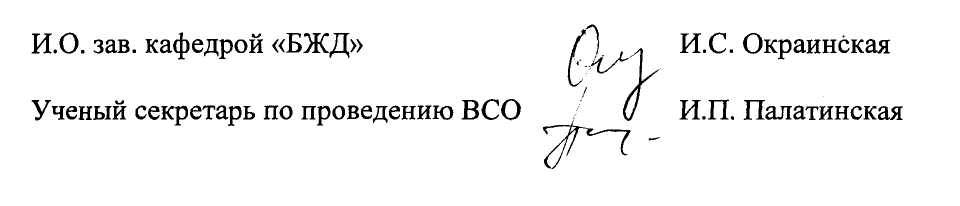 И.О. зав. кафедрой «БЖД» И.С. Окраинская
Ученый секретарь по проведению ВСО И.П. Палатинская